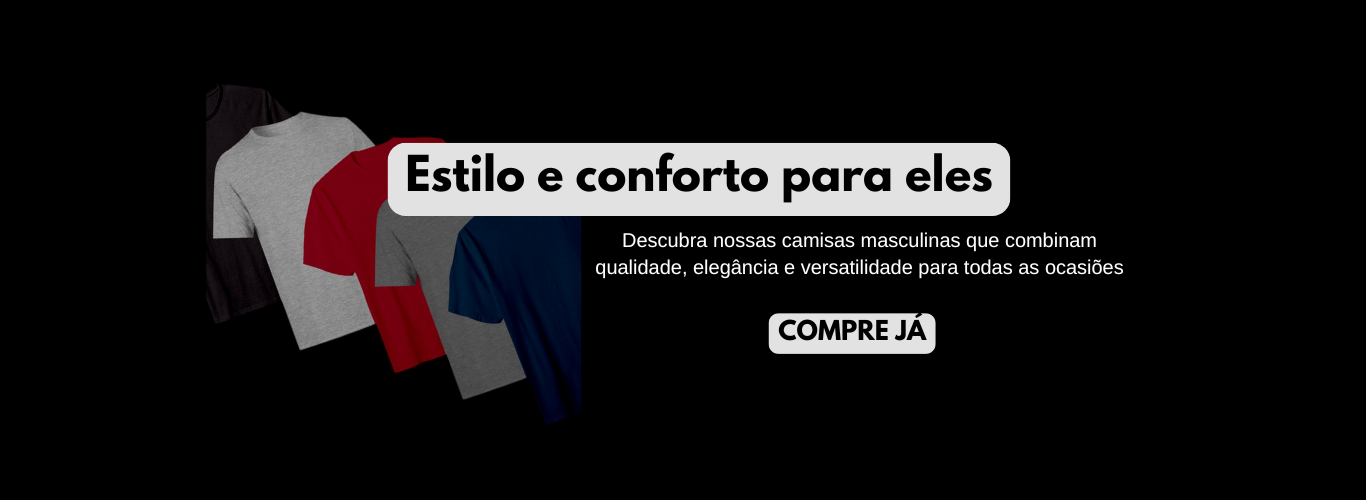 Estilo e conforto para eles
Descubra nossas camisas masculinas que combinam
qualidade, elegância e versatilidade para todas as ocasiões
COMPRE JÁ